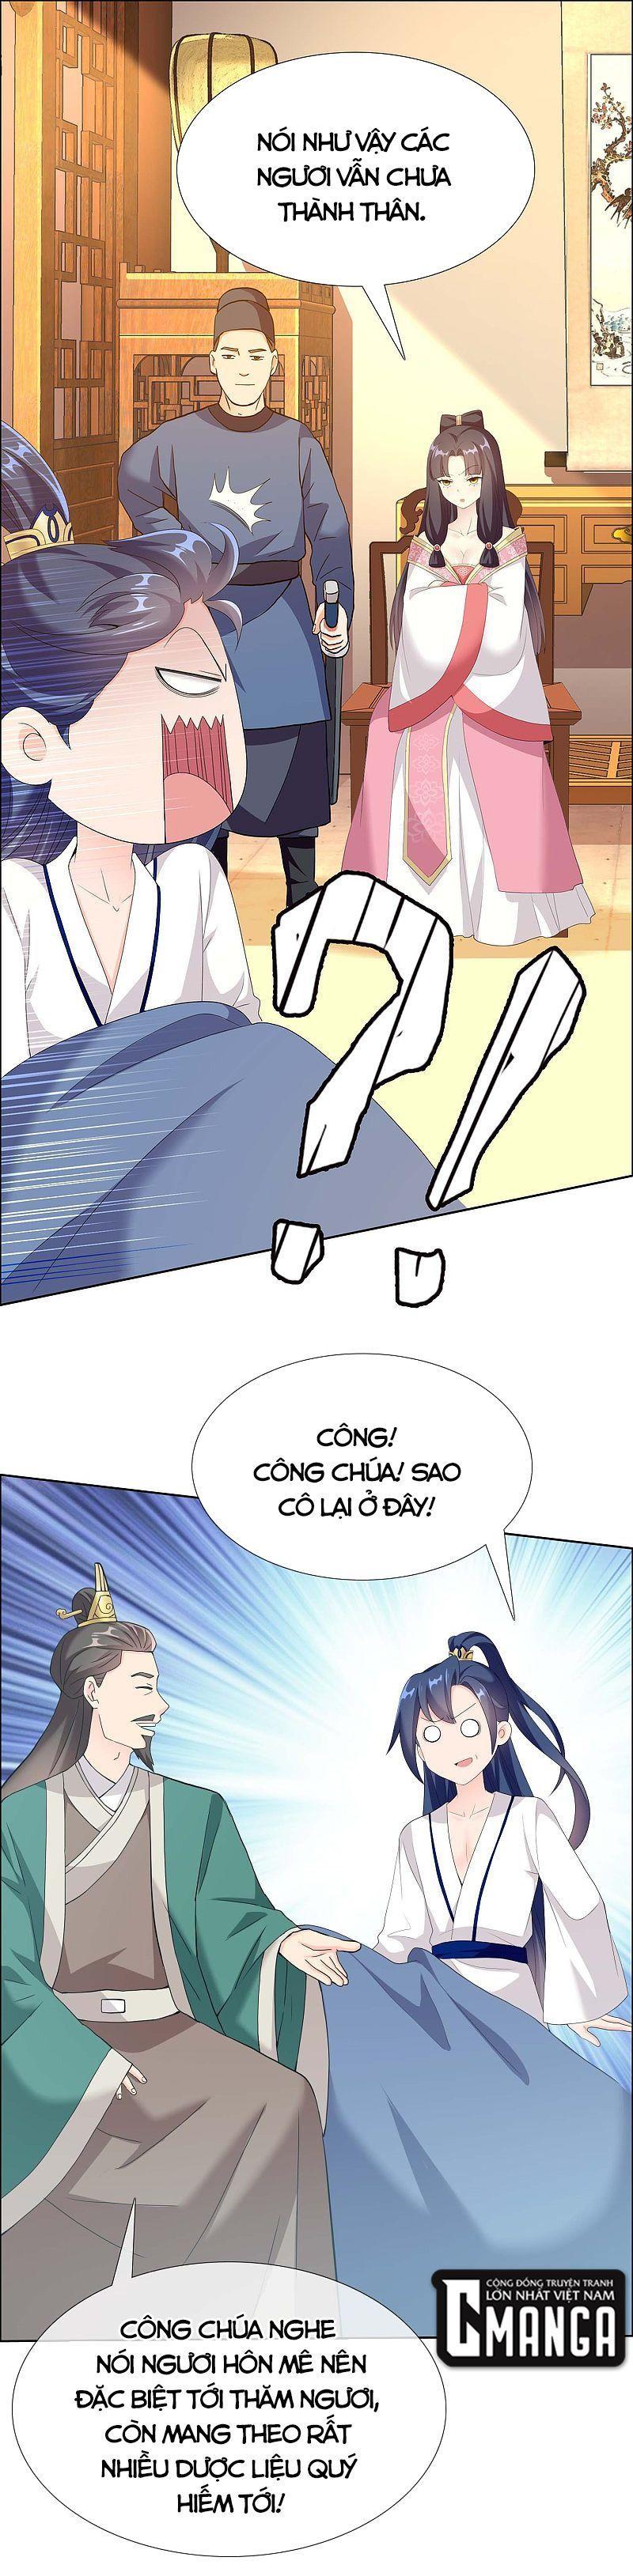 NÓI NHƯ VẬY CÁC
NGƯƠI VẪN CHƯA
THÀNH THÂN.
?!
CÔNG!
CÔNG CHÚA! SAO
CÔ LẠI Ở ĐÂY!
CỘNG ĐỒNG TRUYỆN TRANH
LỚN NHẤT VIỆT NAM
CMANGA
CÔNG CHÚA NGHE
NÓI NGƯƠI HÔN MÊ NÊN
ĐẶC BIỆT TỚI THĂM NGƯƠI,
CÒN MANG THEO RẤT
NHIỀU DƯỢC LIỆU QUÝ
HIẾM TỚI!